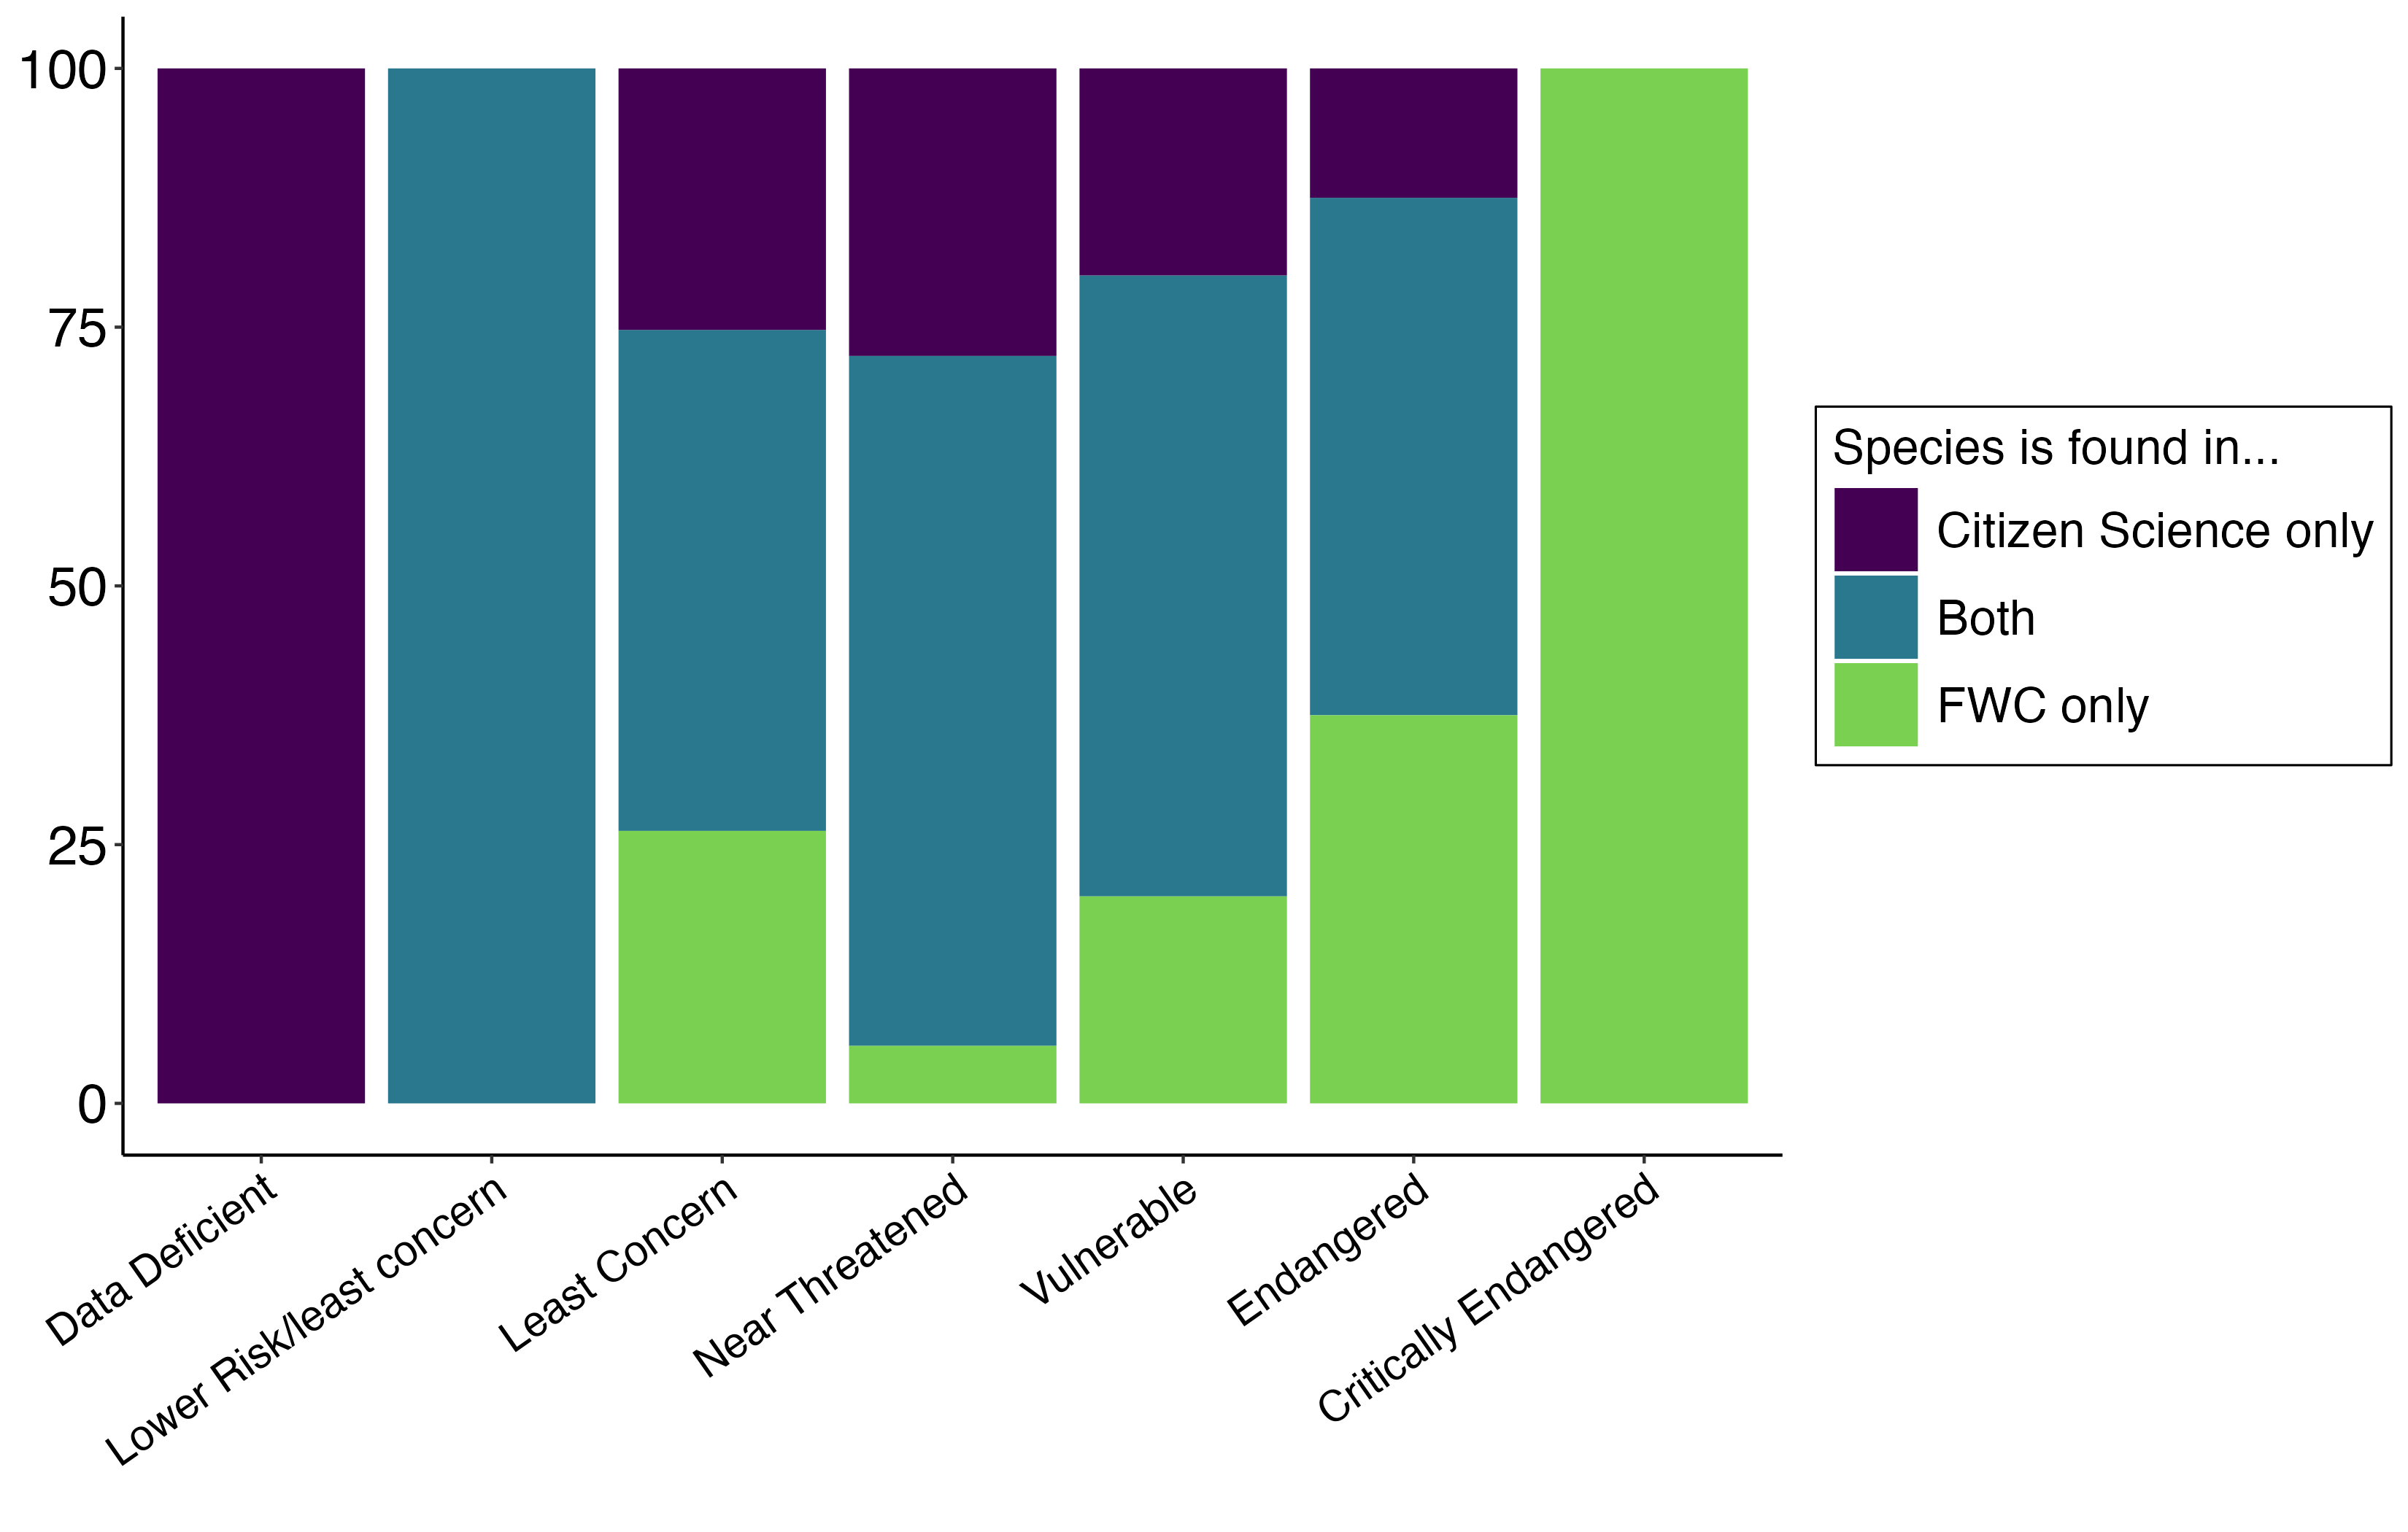 100
75
50
25
0
Data Deficient
Lower Risk/least concern
Least Concern
Near Threatened
Vulnerable
Endangered
Critically Endangered
Species is found in...
Citizen Science only
Both
FWC only